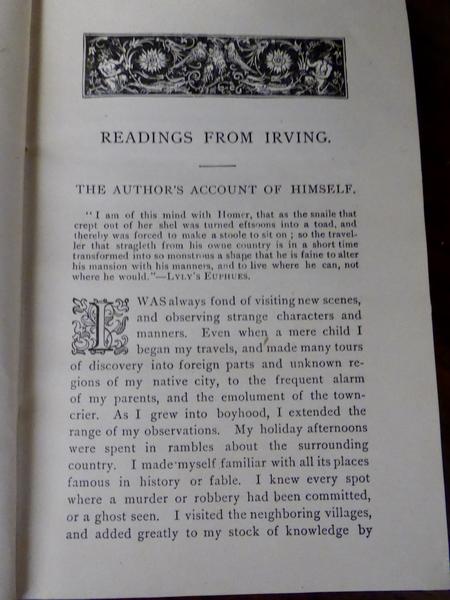 READINGS FROM IRVING.
THE AUTHOR'S ACCOUNT OF HIMSELF.
"I am of this mind with Homer, that as the snaile that
crept out of her shel was turned eftsoons into a toad, and
thereby was forced to make a stoole to sit on; so the travel-
ler that stragleth from his owne country is in a short time
transformed into so monstrous a shape that he is faine to alter
his mansion with his manners, and to live where he can, not
where he would."—LYLY'S EUPHUES.
I WAS always fond of visiting new scenes,
and observing strange characters and
manners. Even when a mere child I
began my travels, and made many tours
of discovery into foreign parts and unknown re-
gions of my native city, to the frequent alarm
of my parents, and the emolument of the town-
crier. As I grew into boyhood, I extended the
range of my observations. My holiday afternoons
were spent in rambles about the surrounding
country. I made myself familiar with all its places
famous in history or fable. I knew every spot
where a murder or robbery had been committed,
or a ghost seen. I visited the neighboring villages,
and added greatly to my stock of knowledge by